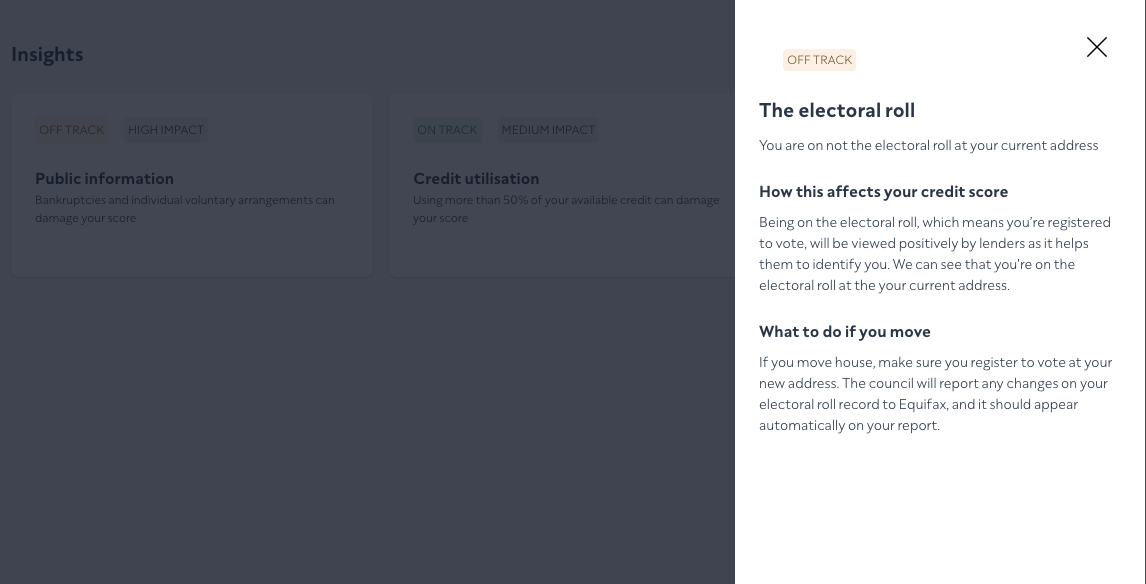 Insights
OFF TRACK
HIGH IMPACT
Public information
Bankruptcies and individual voluntary arrangements can
damage your score
ON TRACK
MEDIUM IMPACT
Credit utilisation
Using more than 50% of your available credit can damage
your score
OFF TRACK
The electoral roll
You are on not the electoral roll at your current address
How this affects your credit score
Being on the electoral roll, which means you're registered
to vote, will be viewed positively by lenders as it helps
them to identify you. We can see that you're on the
electoral roll at the your current address.
What to do if you move
If you move house, make sure you register to vote at your
new address. The council will report any changes on your
electoral roll record to Equifax, and it should appear
automatically on your report.